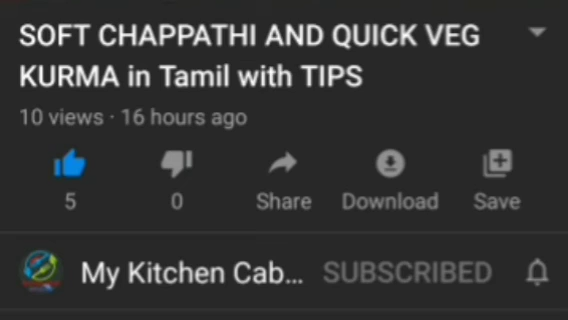 SOFT CHAPPATHI AND QUICK VEG
KURMA in Tamil with TIPS
10 views · 16 hours ago
5 0 Share Download Save
My Kitchen Cab... SUBSCRIBED